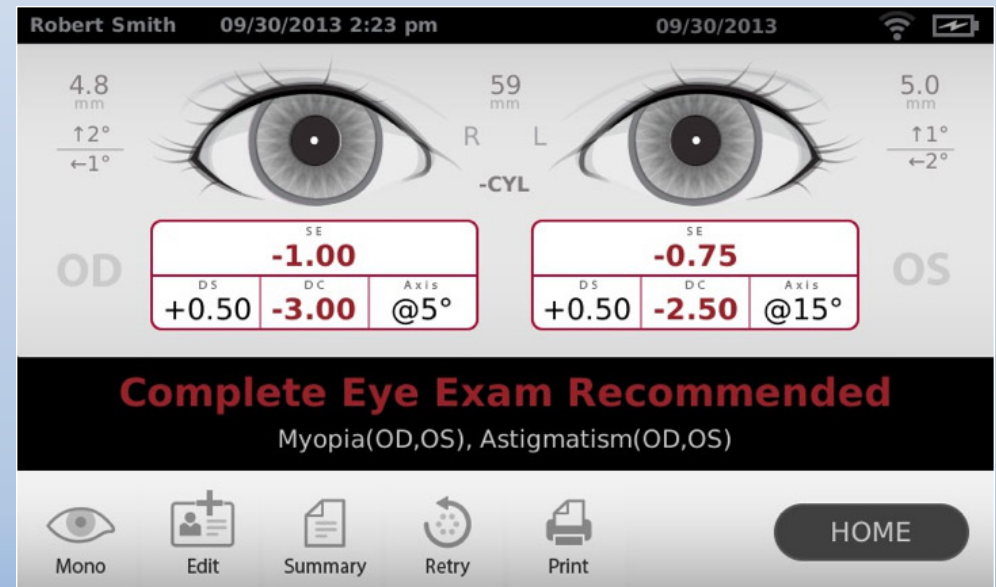 Robert Smith 09/30/2013 2:23 pm 09/30/2013
4.8 mm
↑2°
←1°
59 mm
R L
-CYL
5.0 mm
↑1°
←2°
OD
SE
-1.00
DS DC Axis
+0.50 -3.00 @5°
SE
-0.75
DS DC Axis
+0.50 -2.50 @15°
OS
Complete Eye Exam Recommended
Myopia(OD,OS), Astigmatism(OD,OS)
Mono Edit Summary Retry Print HOME